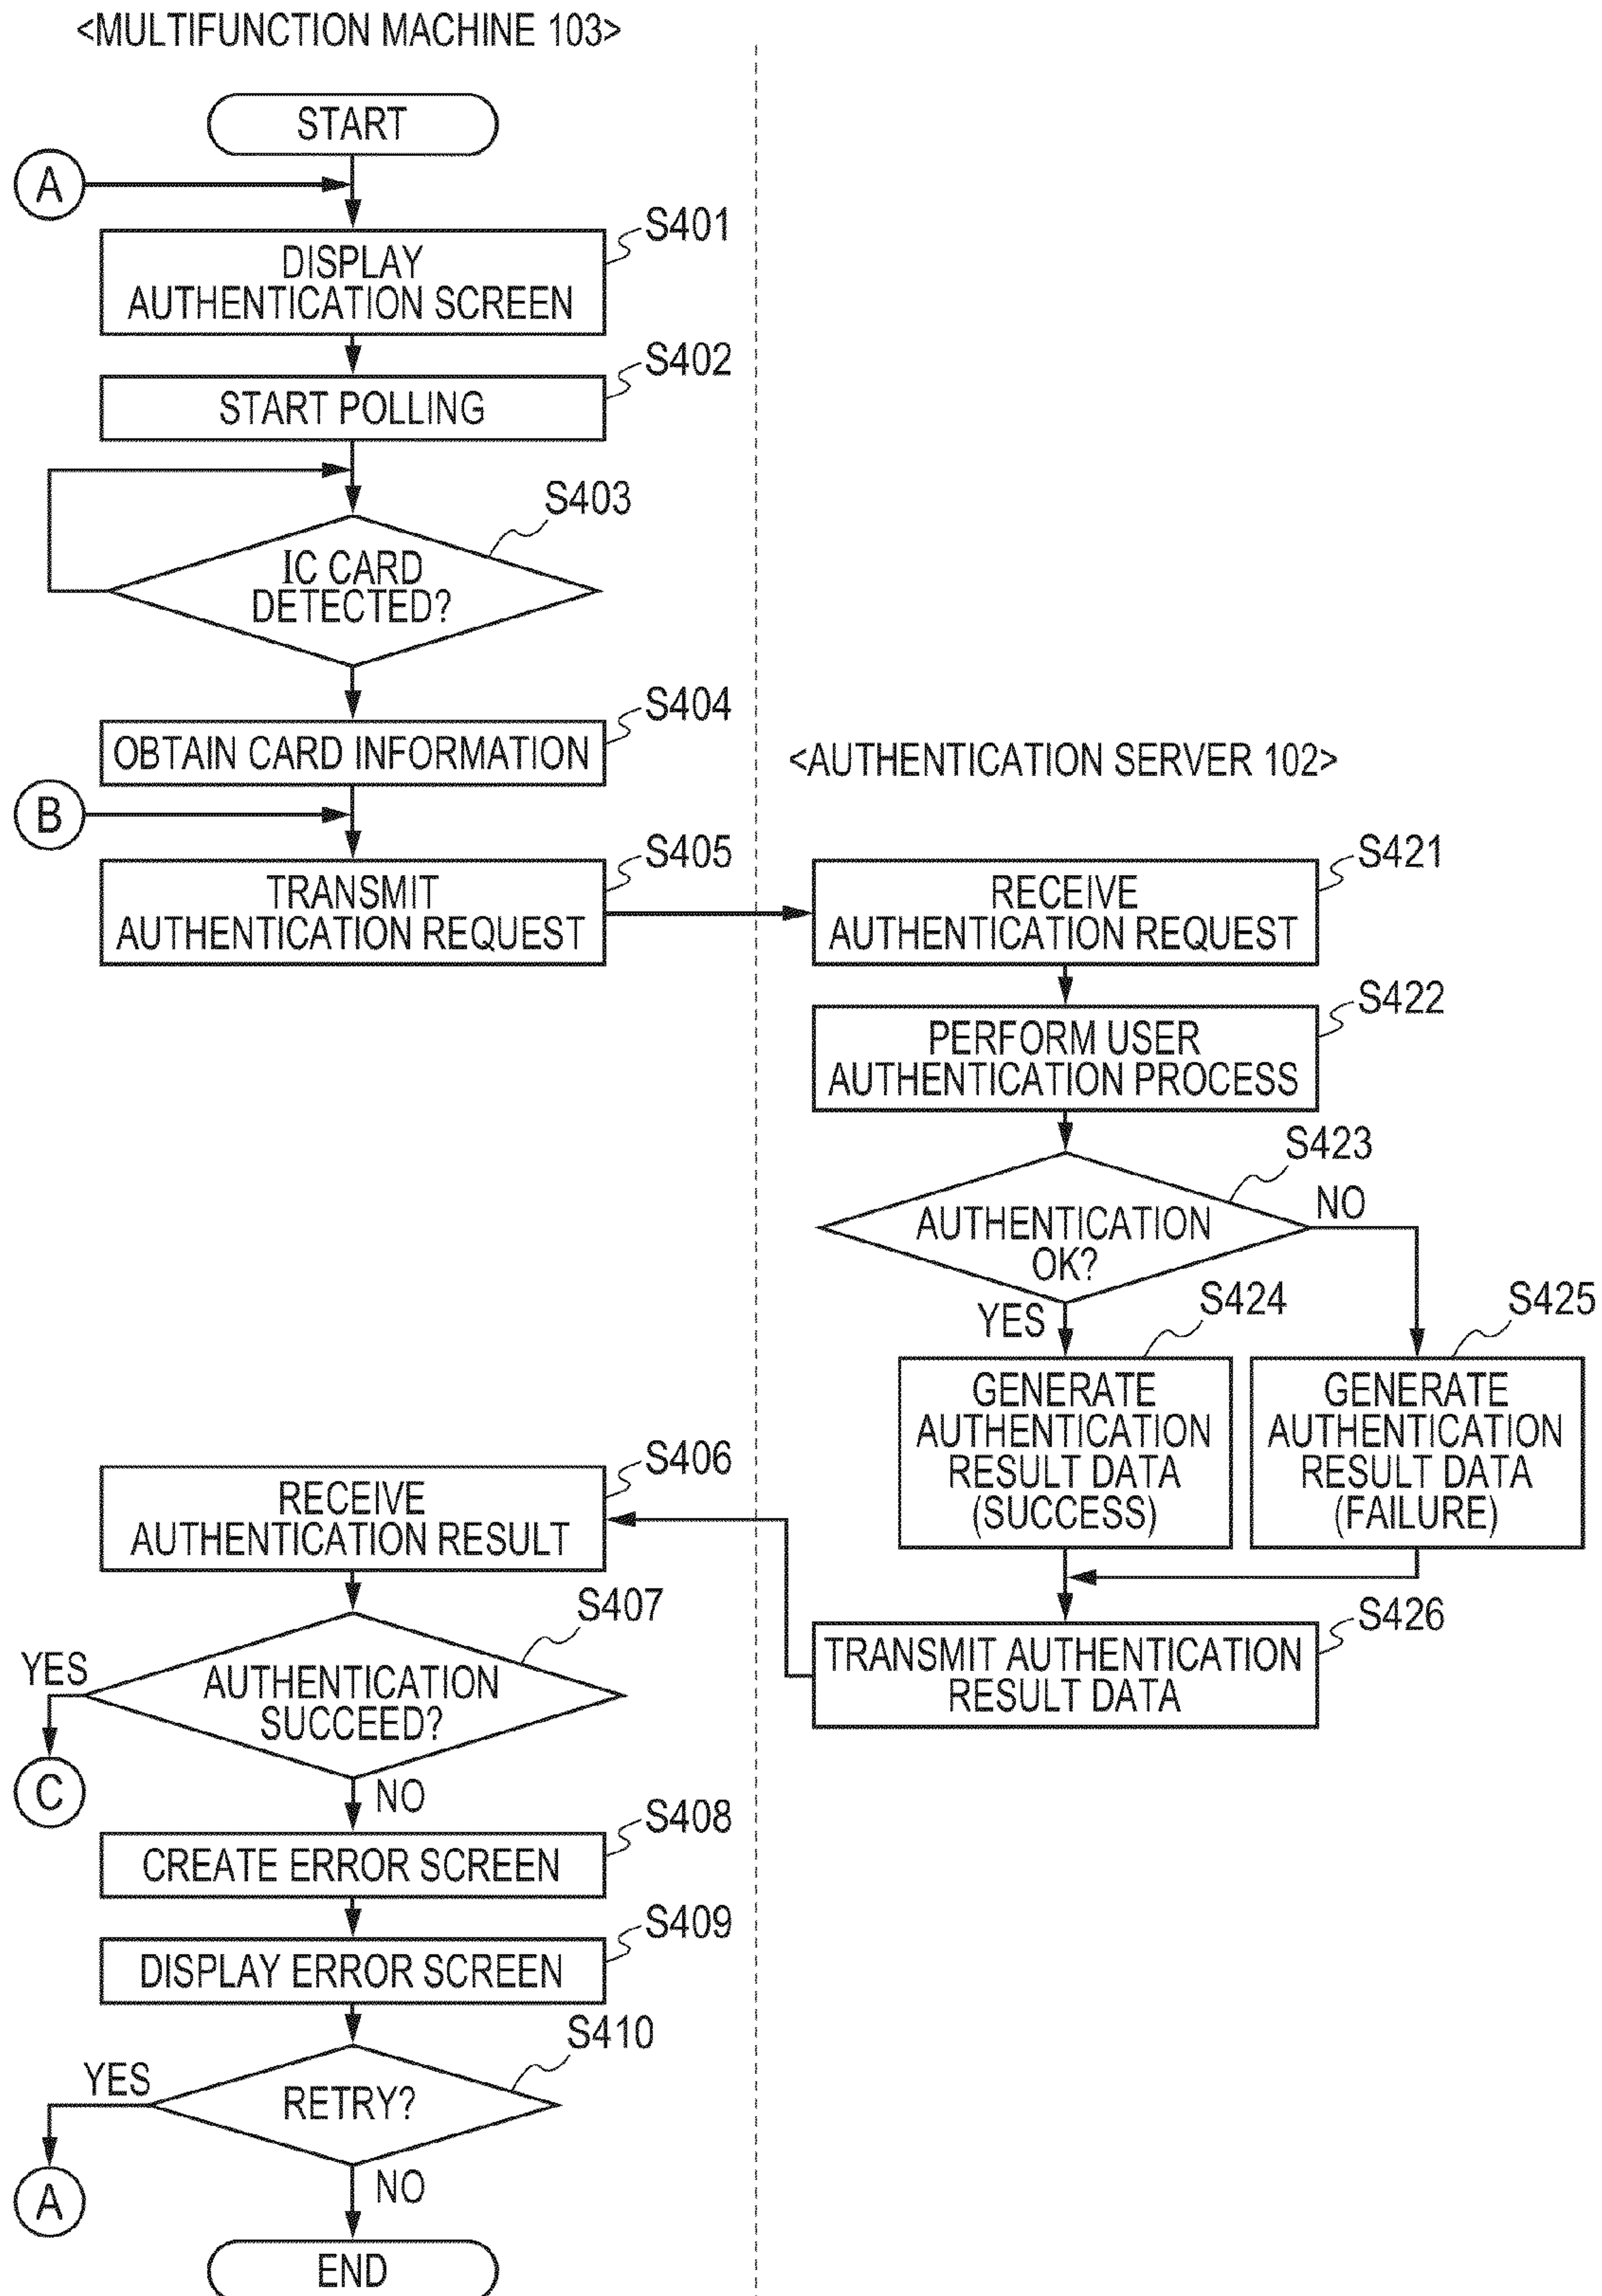 <MULTIFUNCTION MACHINE 103>
START
A
S401
DISPLAY
AUTHENTICATION SCREEN
S402
START POLLING
S403
IC CARD
DETECTED?
S404
OBTAIN CARD INFORMATION
<AUTHENTICATION SERVER 102>
B
S405
TRANSMIT
AUTHENTICATION REQUEST
S421
RECEIVE
AUTHENTICATION REQUEST
S422
PERFORM USER
AUTHENTICATION PROCESS
S423
AUTHENTICATION
OK?
NO
YES
S424
GENERATE
AUTHENTICATION
RESULT DATA
(SUCCESS)
S425
GENERATE
AUTHENTICATION
RESULT DATA
(FAILURE)
S426
TRANSMIT AUTHENTICATION
RESULT DATA
S406
RECEIVE
AUTHENTICATION RESULT
S407
AUTHENTICATION
SUCCEED?
YES
C
NO
S408
CREATE ERROR SCREEN
S409
DISPLAY ERROR SCREEN
S410
RETRY?
YES
A
NO
END